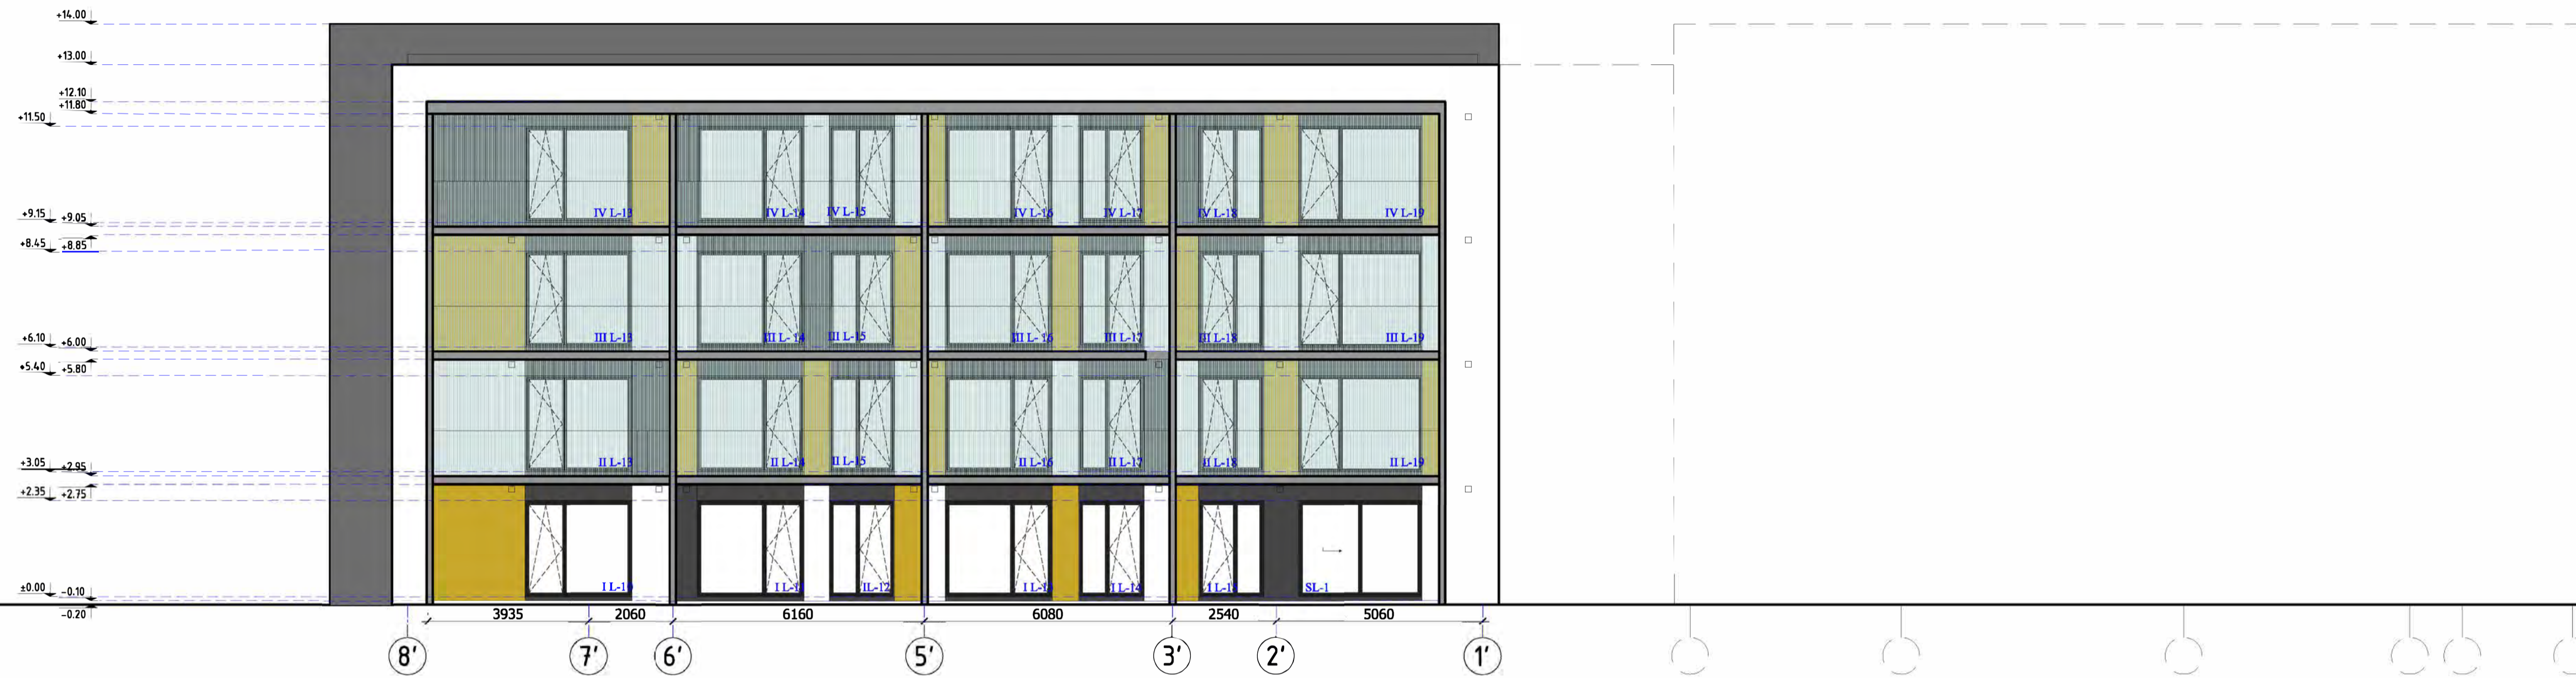 +14.00
+13.00
+12.10
+11.80
+11.50
IV L-13 IV L-14 IV L-15 IV L-16 IV L-17 IV L-18 IV L-19
+9.15 +9.05
+8.45 +8.85
III L-13 III L-14 III L-15 III L-16 III L-17 III L-18 III L-19
+6.10 +6.00
+5.40 +5.80
II L-13 II L-14 II L-15 II L-16 II L-17 II L-18 II L-19
+3.05 +2.95
+2.35 +2.75
I L-10 IL-12 I L-14 SL-1
±0.00 -0.10
-0.20
3935 2060 6160 6080 2540 5060
8' 7' 6' 5' 3' 2' 1'